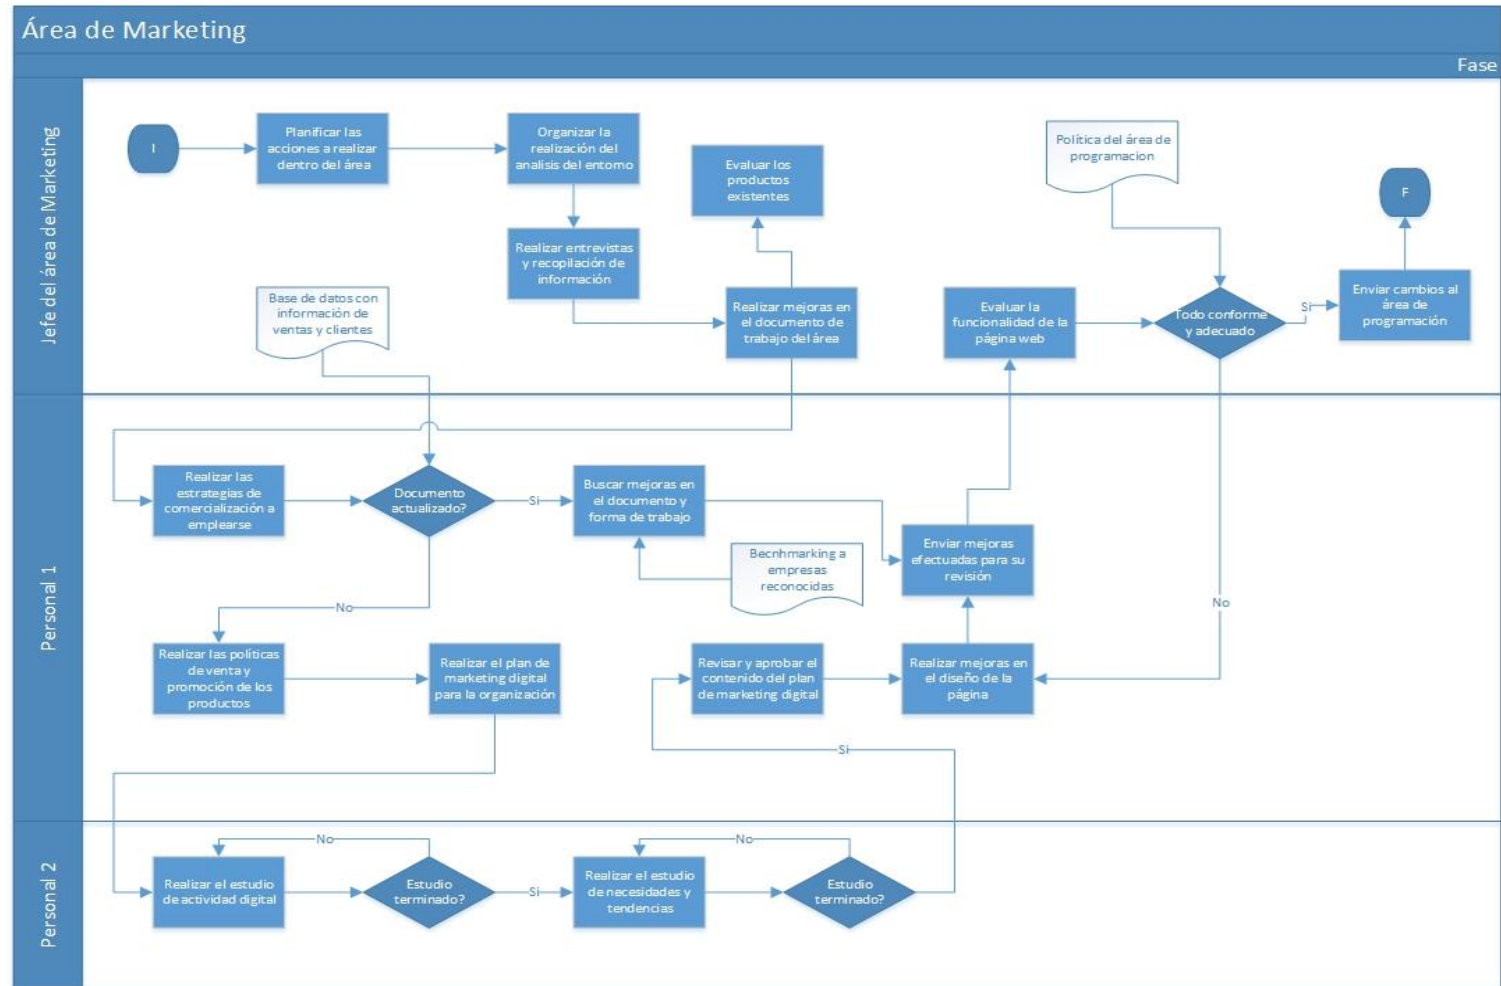 Área de Marketing
Fase
Jefe del área de Marketing
I
Planificar las
acciones a realizar
dentro del área
Organizar la
realización del
analisis del entorno
Realizar entrevistas
y recopilación de
información
Evaluar los
productos
existentes
Realizar mejoras en
el documento de
trabajo del área
Base de datos con
información de
ventas y clientes
Evaluar la
funcionalidad de la
página web
Política del área de
programacion
Todo conforme
y adecuado
Si
Enviar cambios al
área de
programación
F
Personal 1
Realizar las
estrategias de
comercialización a
emplearse
Documento
actualizado?
Si
Buscar mejoras en
el documento y
forma de trabajo
Becnhmarking a
empresas
reconocidas
Enviar mejoras
efectuadas para su
revisión
No
No
Realizar las políticas
de venta y
promoción de los
productos
Realizar el plan de
marketing digital
para la organización
Revisar y aprobar el
contenido del plan
de marketing digital
Realizar mejoras en
el diseño de la
página
Si
Personal 2
No
Realizar el estudio
de actividad digital
Estudio
terminado?
Si
No
Realizar el estudio
de necesidades y
tendencias
Estudio
terminado?